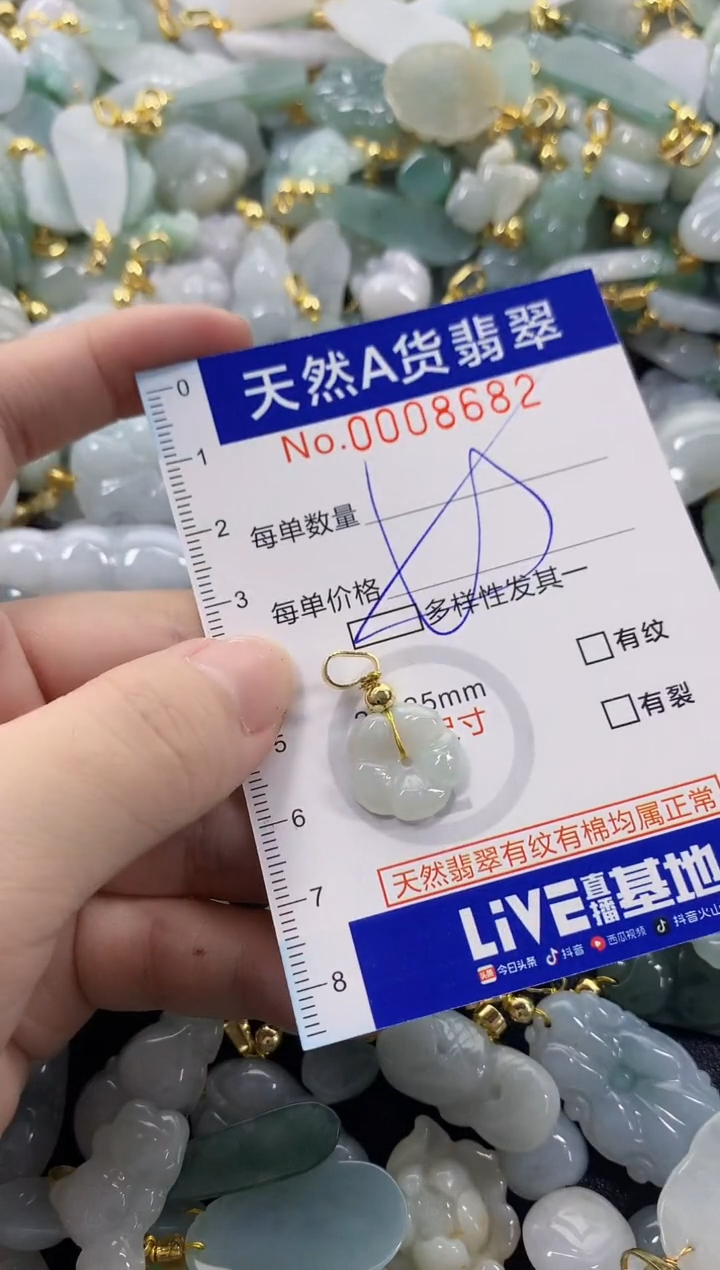 天然A货翡翠
No.0008682
0
1
2
3
5
6
7
8
每单数量
每单价格
多样性发其一
有纹
35mm
寸
有裂
天然翡翠有纹有棉均属正常
LiVE直播基地
今日头条 抖音 西瓜视频 抖音火山